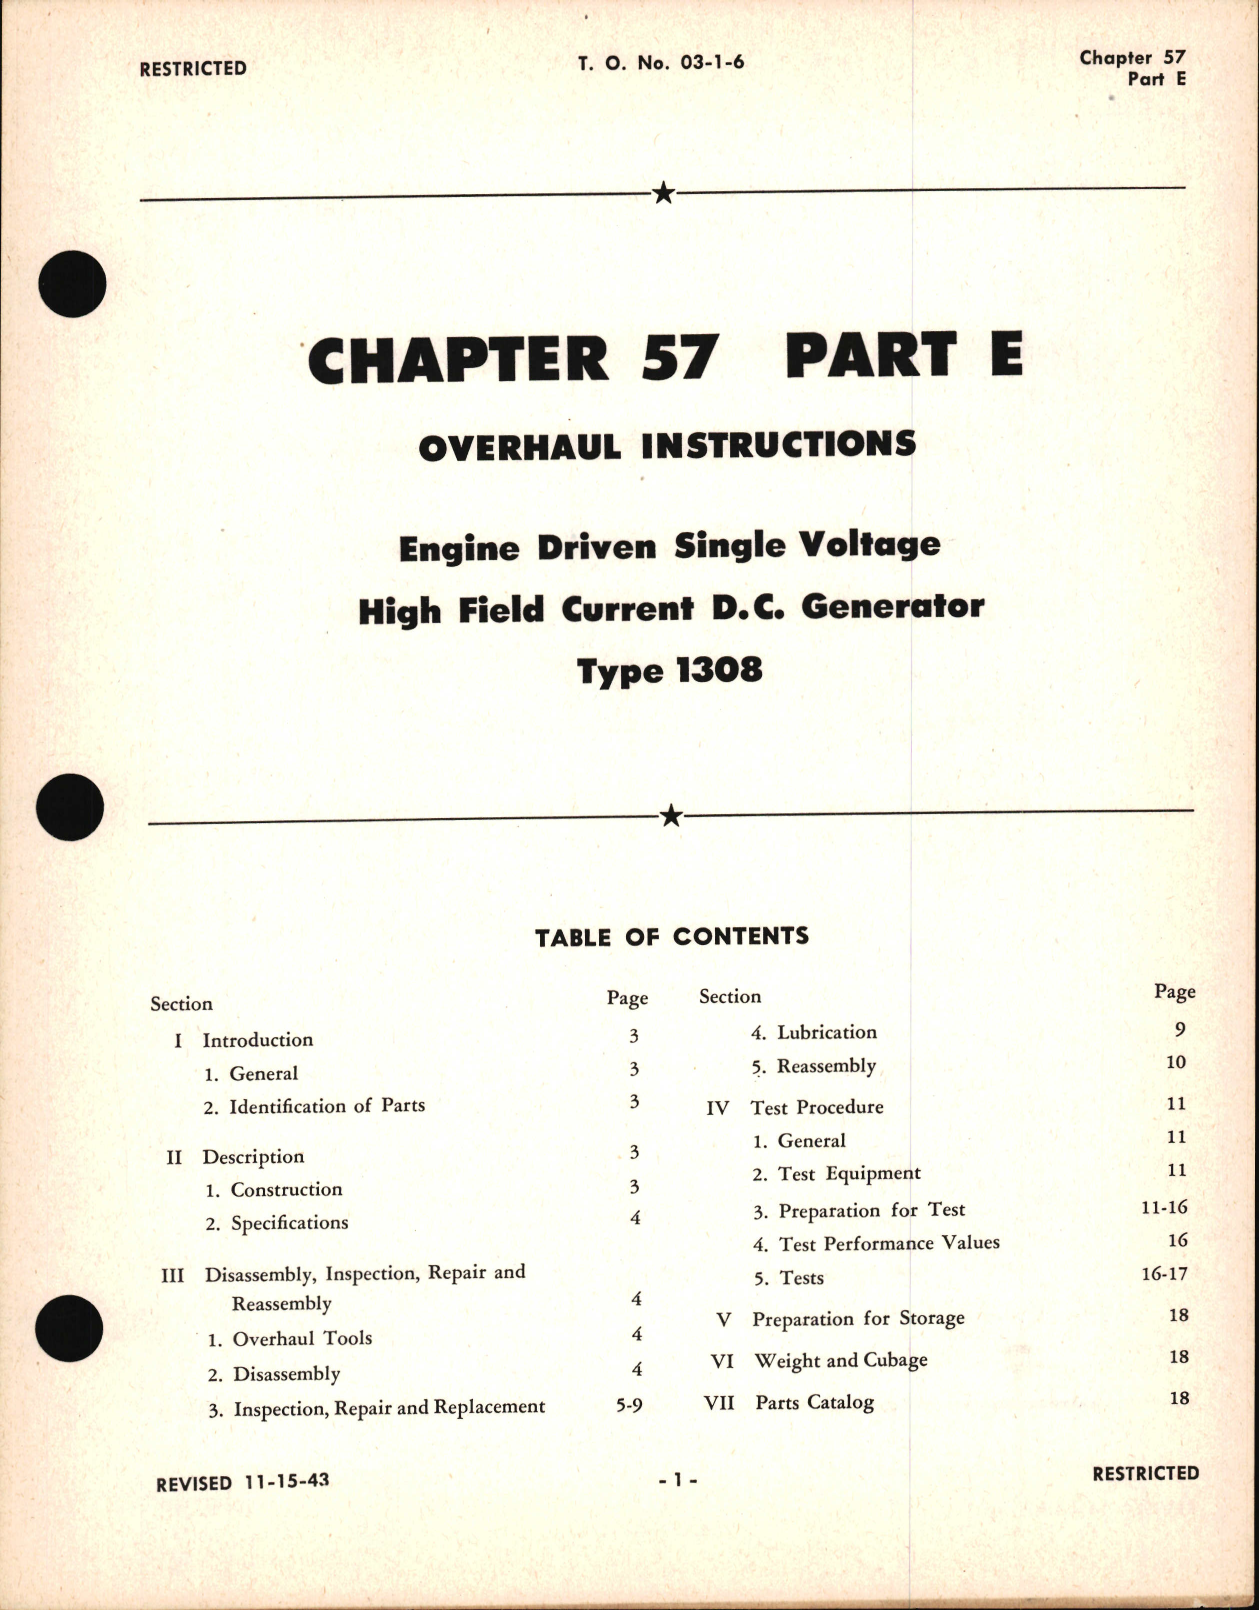 RESTRICTED
T. O. No. 03-1-6
Chapter 57
Part E
CHAPTER 57 PART E
OVERHAUL INSTRUCTIONS
Engine Driven Single Voltage
High Field Current D.C. Generator
Type 1308
TABLE OF CONTENTS
Section Page
I Introduction 3
1. General 3
2. Identification of Parts 3
II Description 3
1. Construction 3
2. Specifications 4
III Disassembly, Inspection, Repair and
Reassembly 4
1. Overhaul Tools 4
2. Disassembly 4
3. Inspection, Repair and Replacement 5-9
Section Page
4. Lubrication 9
5. Reassembly 10
IV Test Procedure 11
1. General 11
2. Test Equipment 11
3. Preparation for Test 11-16
4. Test Performance Values 16
5. Tests 16-17
V Preparation for Storage 18
VI Weight and Cubage 18
VII Parts Catalog 18
REVISED 11-15-43
- 1 -
RESTRICTED